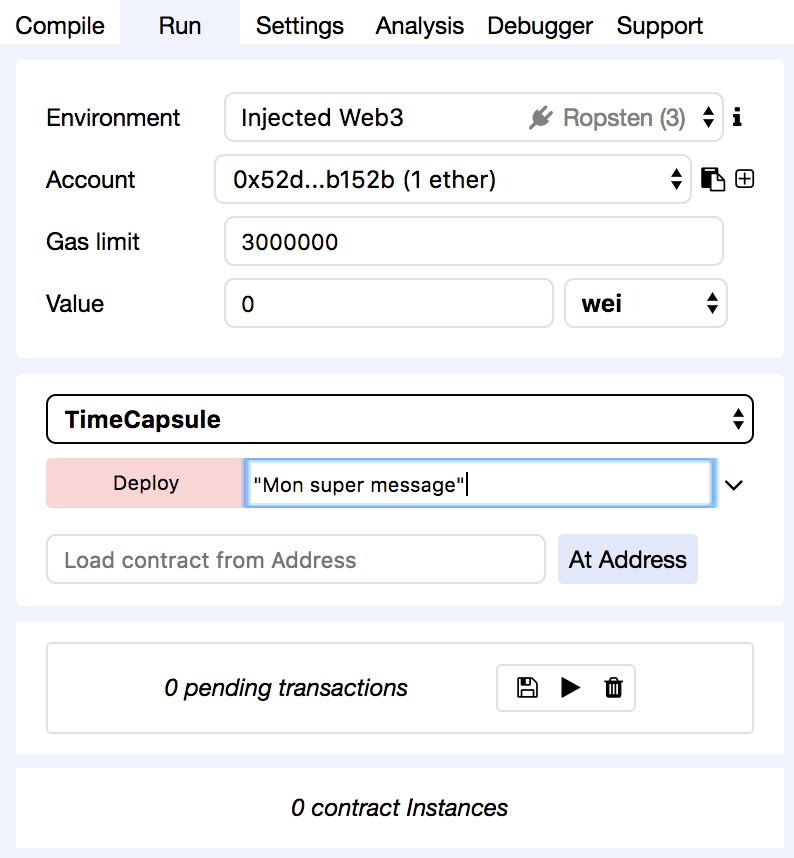 Compile Run Settings Analysis Debugger Support
Environment Injected Web3 Ropsten (3)
Account 0x52d...b152b (1 ether)
Gas limit 3000000
Value 0 wei
TimeCapsule
Deploy "Mon super message"
Load contract from Address At Address
0 pending transactions
0 contract Instances